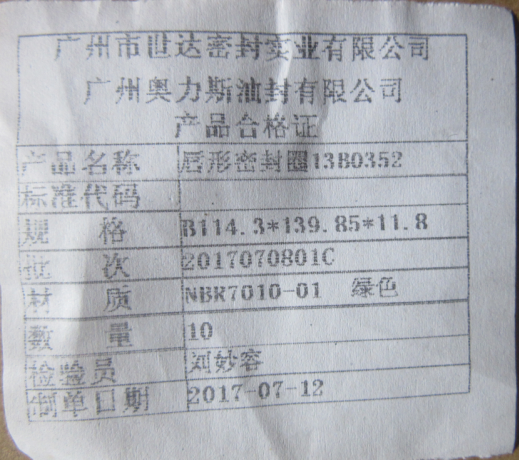 广州市世达密封实业有限公司
广州奥力斯油封有限公司
产品合格证
产品名称 唇形密封圈13B0352
标准代码
规 格 B114.3*139.85*11.8
批 次 2017070801C
材 质 NBR7010-01 绿色
数 量 10
检验员 刘妙容
制单日期 2017-07-12